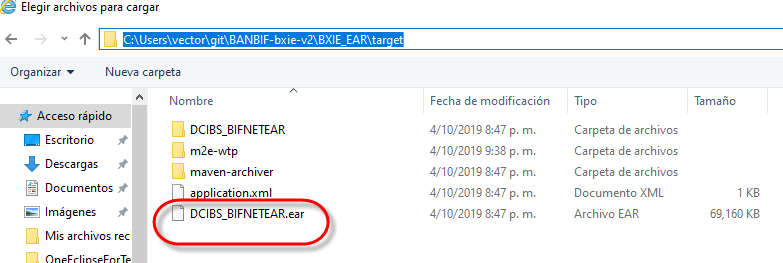 Elegir archivos para cargar
C:\Users\vector\git\BANBIF-bxie-v2\BXIE_EAR\target
Organizar Nueva carpeta
Nombre Fecha de modificación Tipo Tamaño
Acceso rápido
Escritorio
Descargas
Documentos
Imágenes
Mis archivos rec
OneEclipseForTe
DCIBS_BIFNETEAR 4/10/2019 8:47 p. m. Carpeta de archivos
m2e-wtp 4/10/2019 9:38 p. m. Carpeta de archivos
maven-archiver 4/10/2019 8:47 p. m. Carpeta de archivos
application.xml 4/10/2019 8:47 p. m. Documento XML 1 KB
DCIBS_BIFNETEAR.ear 4/10/2019 8:47 p. m. Archivo EAR 69,160 KB